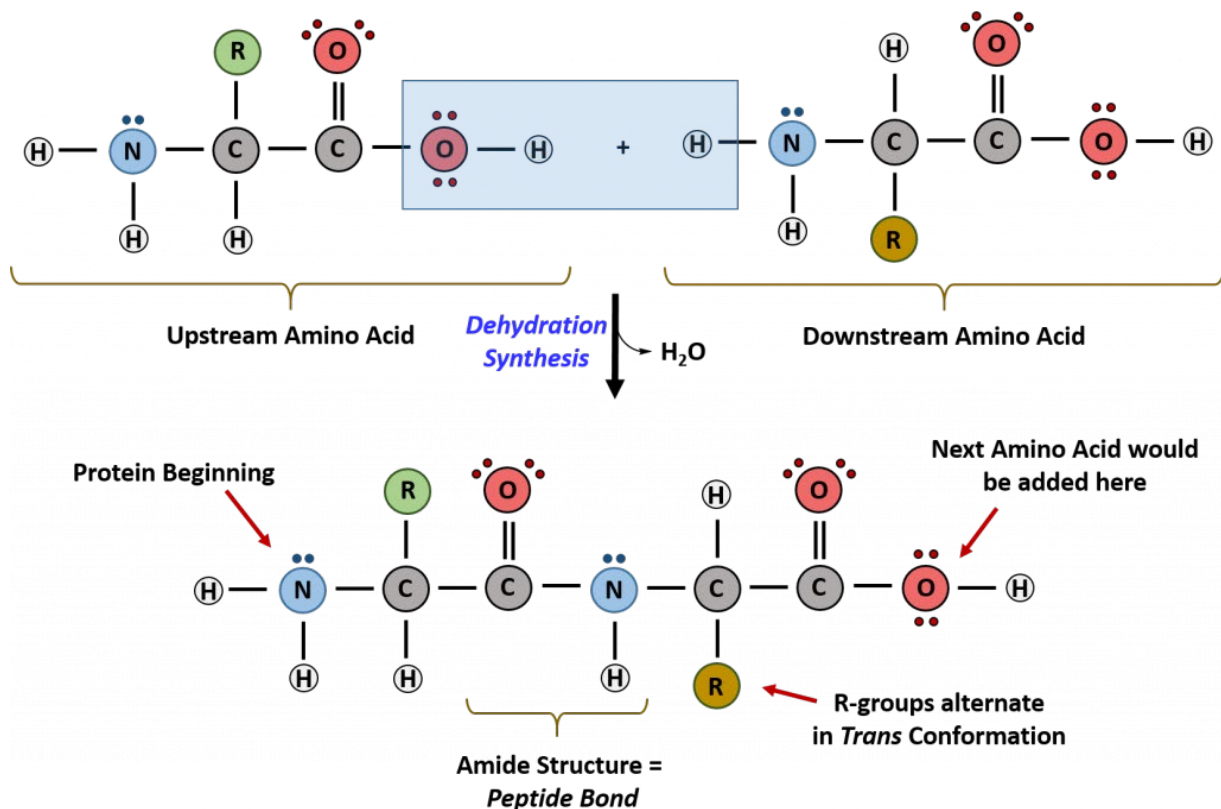 R O H O
H N C C O H + H N C C O H
H H H R
Upstream Amino Acid
Downstream Amino Acid
Dehydration
Synthesis
H₂O
Protein Beginning
Next Amino Acid would
be added here
R O H O
H N C C N C C O H
H H H R
R-groups alternate
in Trans Conformation
Amide Structure =
Peptide Bond